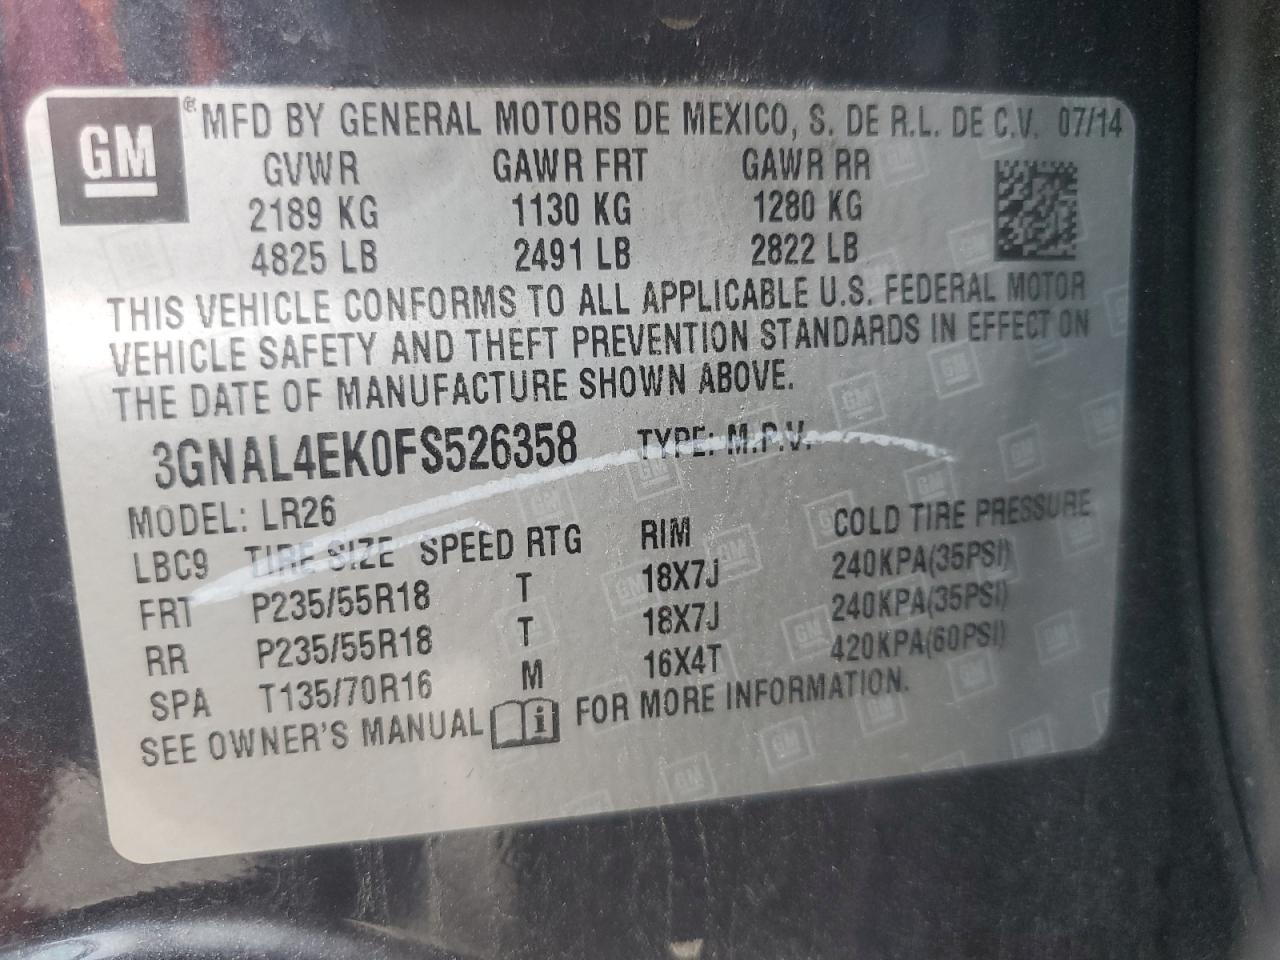 GM ® MFD BY GENERAL MOTORS DE MEXICO, S. DE R.L. DE C.V. 07/14
GVWR GAWR FRT GAWR RR
2189 KG 1130 KG 1280 KG
4825 LB 2491 LB 2822 LB
THIS VEHICLE CONFORMS TO ALL APPLICABLE U.S. FEDERAL MOTOR
VEHICLE SAFETY AND THEFT PREVENTION STANDARDS IN EFFECT ON
THE DATE OF MANUFACTURE SHOWN ABOVE.
3GNAL4EK0FS526358 TYPE: M.P.V.
MODEL: LR26
LBC9 TIRE SIZE SPEED RTG RIM COLD TIRE PRESSURE
FRT P235/55R18 T 18X7J 240KPA(35PSI)
RR P235/55R18 T 18X7J 240KPA(35PSI)
SPA T135/70R16 M 16X4T 420KPA(60PSI)
SEE OWNER'S MANUAL i FOR MORE INFORMATION.